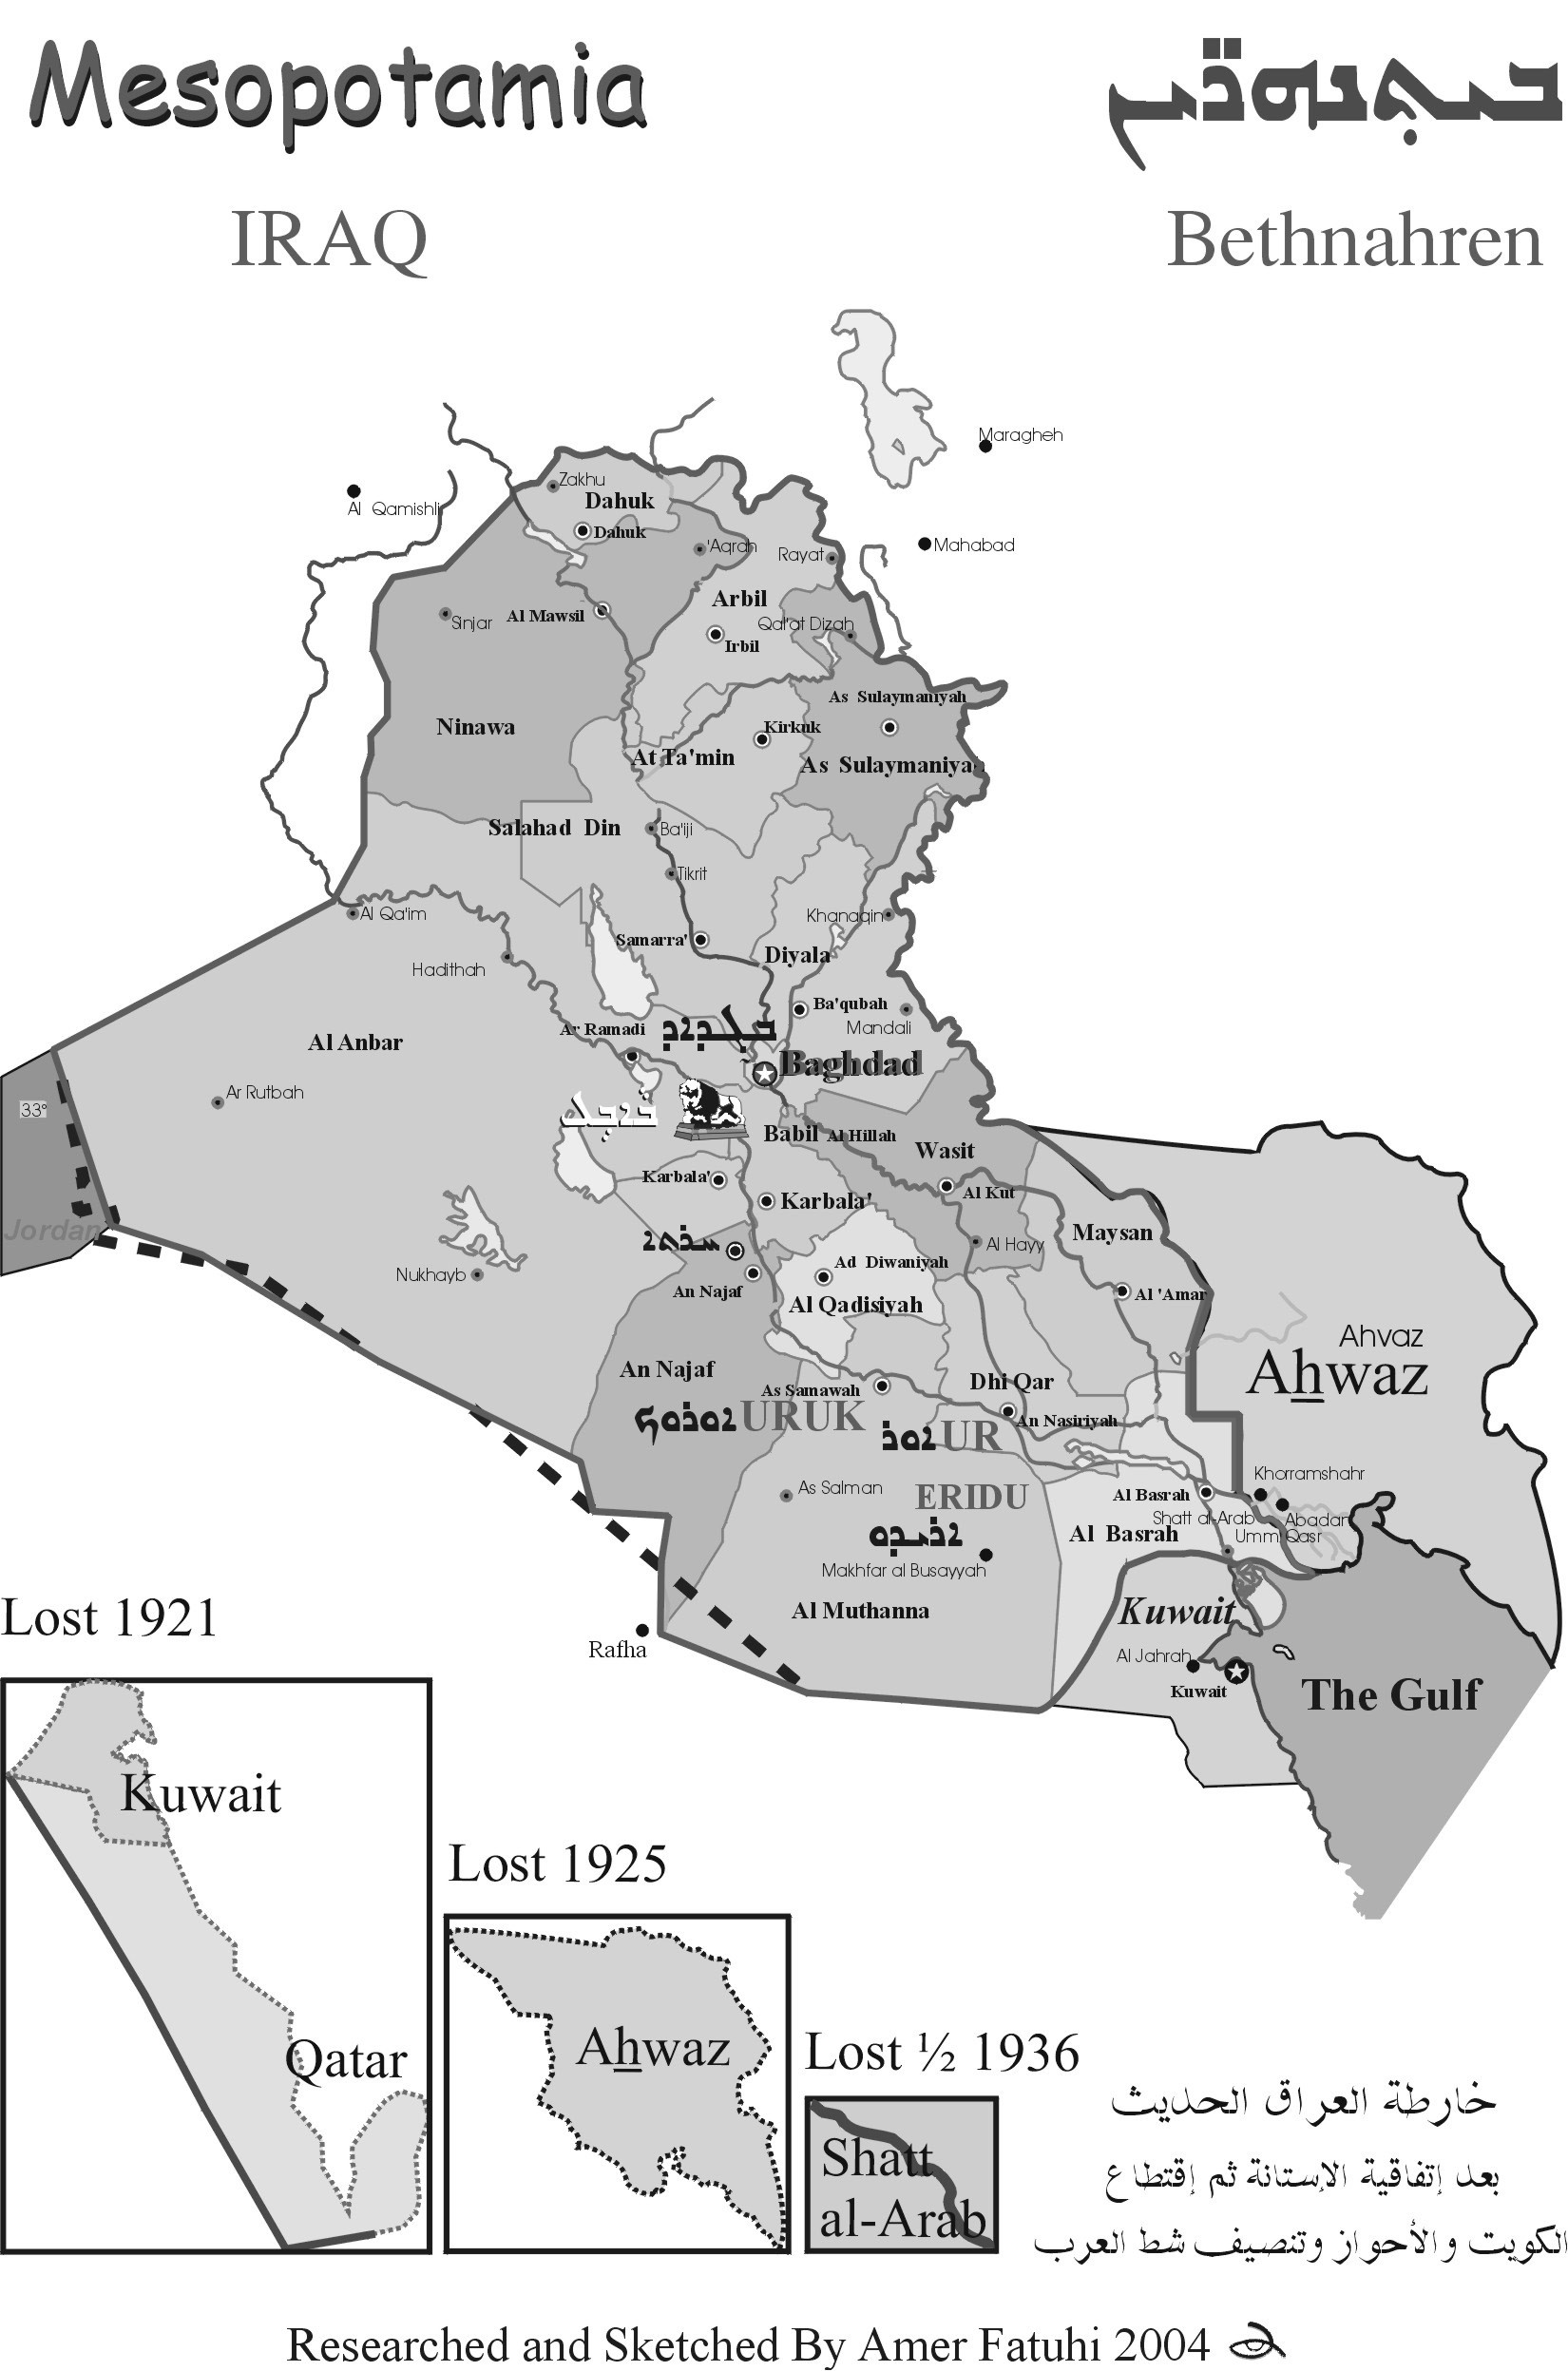 Mesopotamia
ܒܝܬܢܗܪ̈ܝܢ
IRAQ
Bethnahren
Maragheh
Al Qamishli
Zakhu
Dahuk
Dahuk
'Aqrah
Rayat
Mahabad
Sinjar
Al Mawsil
Arbil
Irbil
Qal'at Dizah
Ninawa
As Sulaymaniyah
Kirkuk
At Ta'min
As Sulaymaniyah
Salahad Din
Ba'iji
Tikrit
Al Qa'im
Khanaqin
Samarra'
Diyala
Hadithah
Ba'qubah
Mandali
Ar Ramadi
Al Anbar
Baghdad
Ar Rutbah
33°
Babil
Al Hillah
Wasit
Karbala'
Al Kut
Karbala'
Jordan
Maysan
Al Hayy
Nukhayb
Ad Diwaniyah
An Najaf
Al 'Amar
Al Qadisiyah
Ahvaz
Ahwaz
An Najaf
As Samawah
Dhi Qar
ܐܘܪܘܟ URUK
An Nasiriyah
ܐܘܪ UR
Khorramshahr
As Salman
ERIDU
Al Basrah
Shatt al-Arab
Abadan
Al Basrah
Umm Qasr
ܐܪܝܕܘ
Makhfar al Busayyah
Al Muthanna
Kuwait
Rafha
Al Jahrah
Kuwait
The Gulf
Lost 1921
Kuwait
Qatar
Lost 1925
Ahwaz
Lost ½ 1936
Shatt
al-Arab
خارطة العراق الحديث
بعد إتفاقية الإستانة ثم إقتطاع
الكويت والأحواز وتنصيف شط العرب
Researched and Sketched By Amer Fatuhi 2004